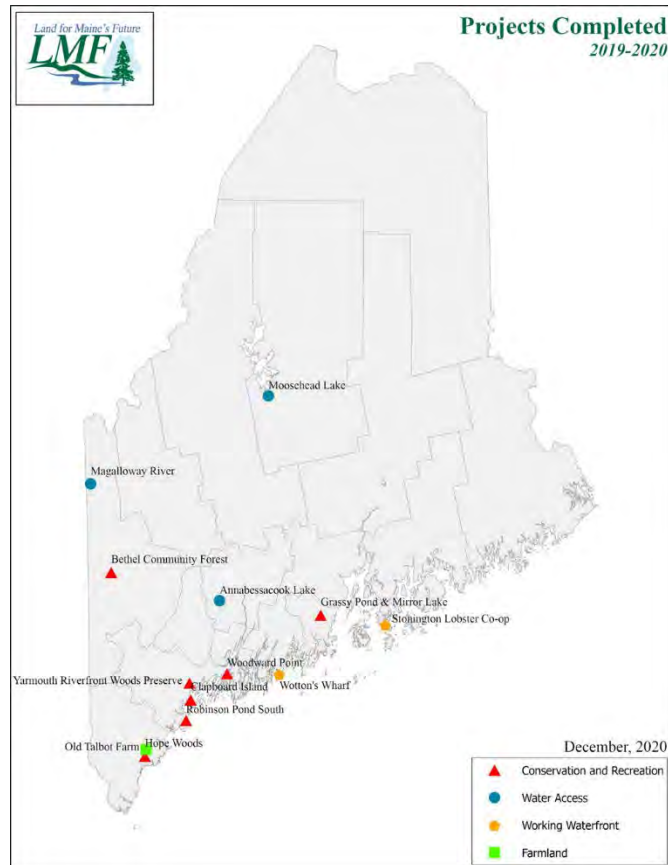 Land for Maine's Future
LMF
Projects Completed
2019-2020
Moosehead Lake
Magalloway River
Bethel Community Forest
Annabessacook Lake
Grassy Pond & Mirror Lake
Stonington Lobster Co-op
Woodward Point
Yarmouth Riverfront Woods Preserve
Clapboard Island
Wotton's Wharf
Robinson Pond South
Old Talbot Farm
Hope Woods
December, 2020
Conservation and Recreation
Water Access
Working Waterfront
Farmland